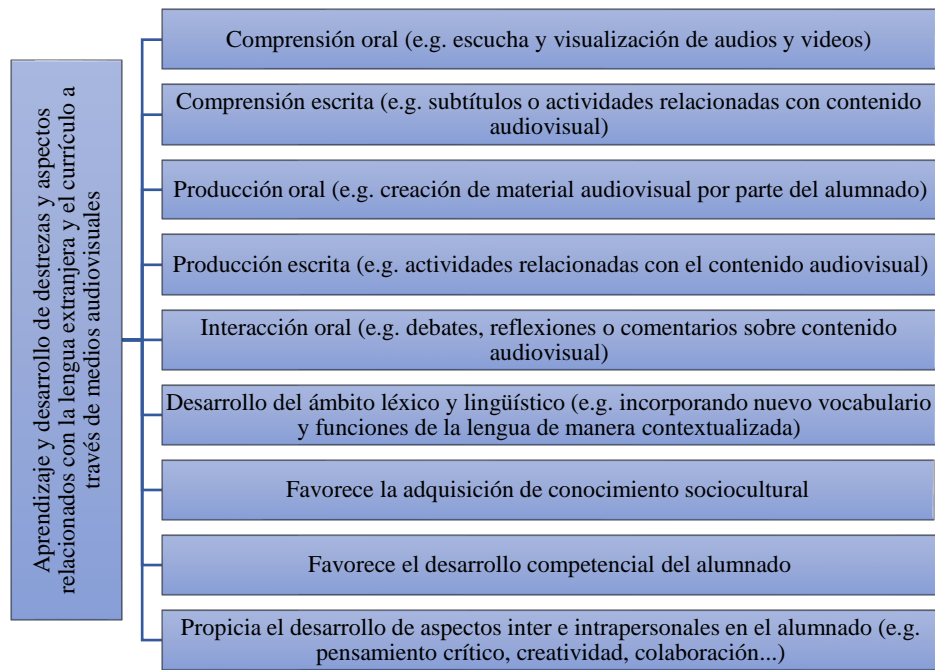 Aprendizaje y desarrollo de destrezas y aspectos
relacionados con la lengua extranjera y el currículo a
través de medios audiovisuales
Comprensión oral (e.g. escucha y visualización de audios y videos)
Comprensión escrita (e.g. subtítulos o actividades relacionadas con contenido
audiovisual)
Producción oral (e.g. creación de material audiovisual por parte del alumnado)
Producción escrita (e.g. actividades relacionadas con el contenido audiovisual)
Interacción oral (e.g. debates, reflexiones o comentarios sobre contenido
audiovisual)
Desarrollo del ámbito léxico y lingüístico (e.g. incorporando nuevo vocabulario
y funciones de la lengua de manera contextualizada)
Favorece la adquisición de conocimiento sociocultural
Favorece el desarrollo competencial del alumnado
Propicia el desarrollo de aspectos inter e intrapersonales en el alumnado (e.g.
pensamiento crítico, creatividad, colaboración...)